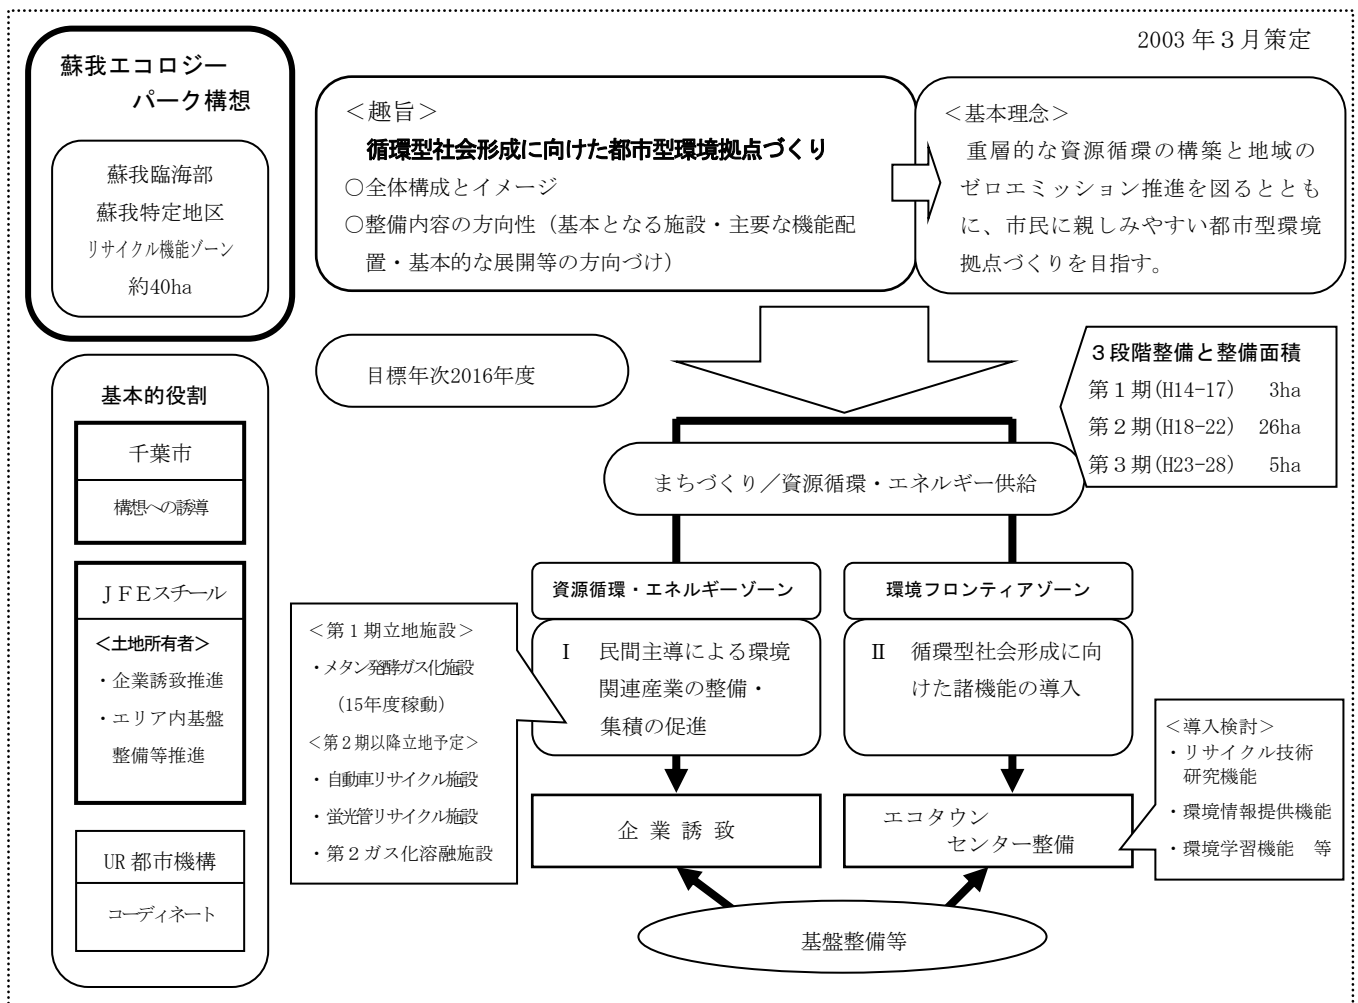 2003年３月策定
蘇我エコロジー
パーク構想
蘇我臨海部
蘇我特定地区
リサイクル機能ゾーン
約40ha
＜趣旨＞
循環型社会形成に向けた都市型環境拠点づくり
○全体構成とイメージ
○整備内容の方向性（基本となる施設・主要な機能配
置・基本的な展開等の方向づけ）
＜基本理念＞
重層的な資源循環の構築と地域の
ゼロエミッション推進を図るととも
に、市民に親しみやすい都市型環境
拠点づくりを目指す。
目標年次2016年度
３段階整備と整備面積
第１期(H14-17)　3ha
第２期(H18-22)　26ha
第３期(H23-28)　5ha
基本的役割
千葉市
構想への誘導
ＪＦＥスチール
＜土地所有者＞
・企業誘致推進
・エリア内基盤
整備等推進
UR都市機構
コーディネート
まちづくり／資源循環・エネルギー供給
資源循環・エネルギーゾーン
Ⅰ　民間主導による環境
関連産業の整備・
集積の促進
環境フロンティアゾーン
Ⅱ　循環型社会形成に向
けた諸機能の導入
＜第１期立地施設＞
・メタン発酵ガス化施設
（15年度稼動）
＜第２期以降立地予定＞
・自動車リサイクル施設
・蛍光管リサイクル施設
・第２ガス化溶融施設
企 業 誘 致
エコタウン
センター整備
＜導入検討＞
・リサイクル技術
研究機能
・環境情報提供機能
・環境学習機能　等
基盤整備等